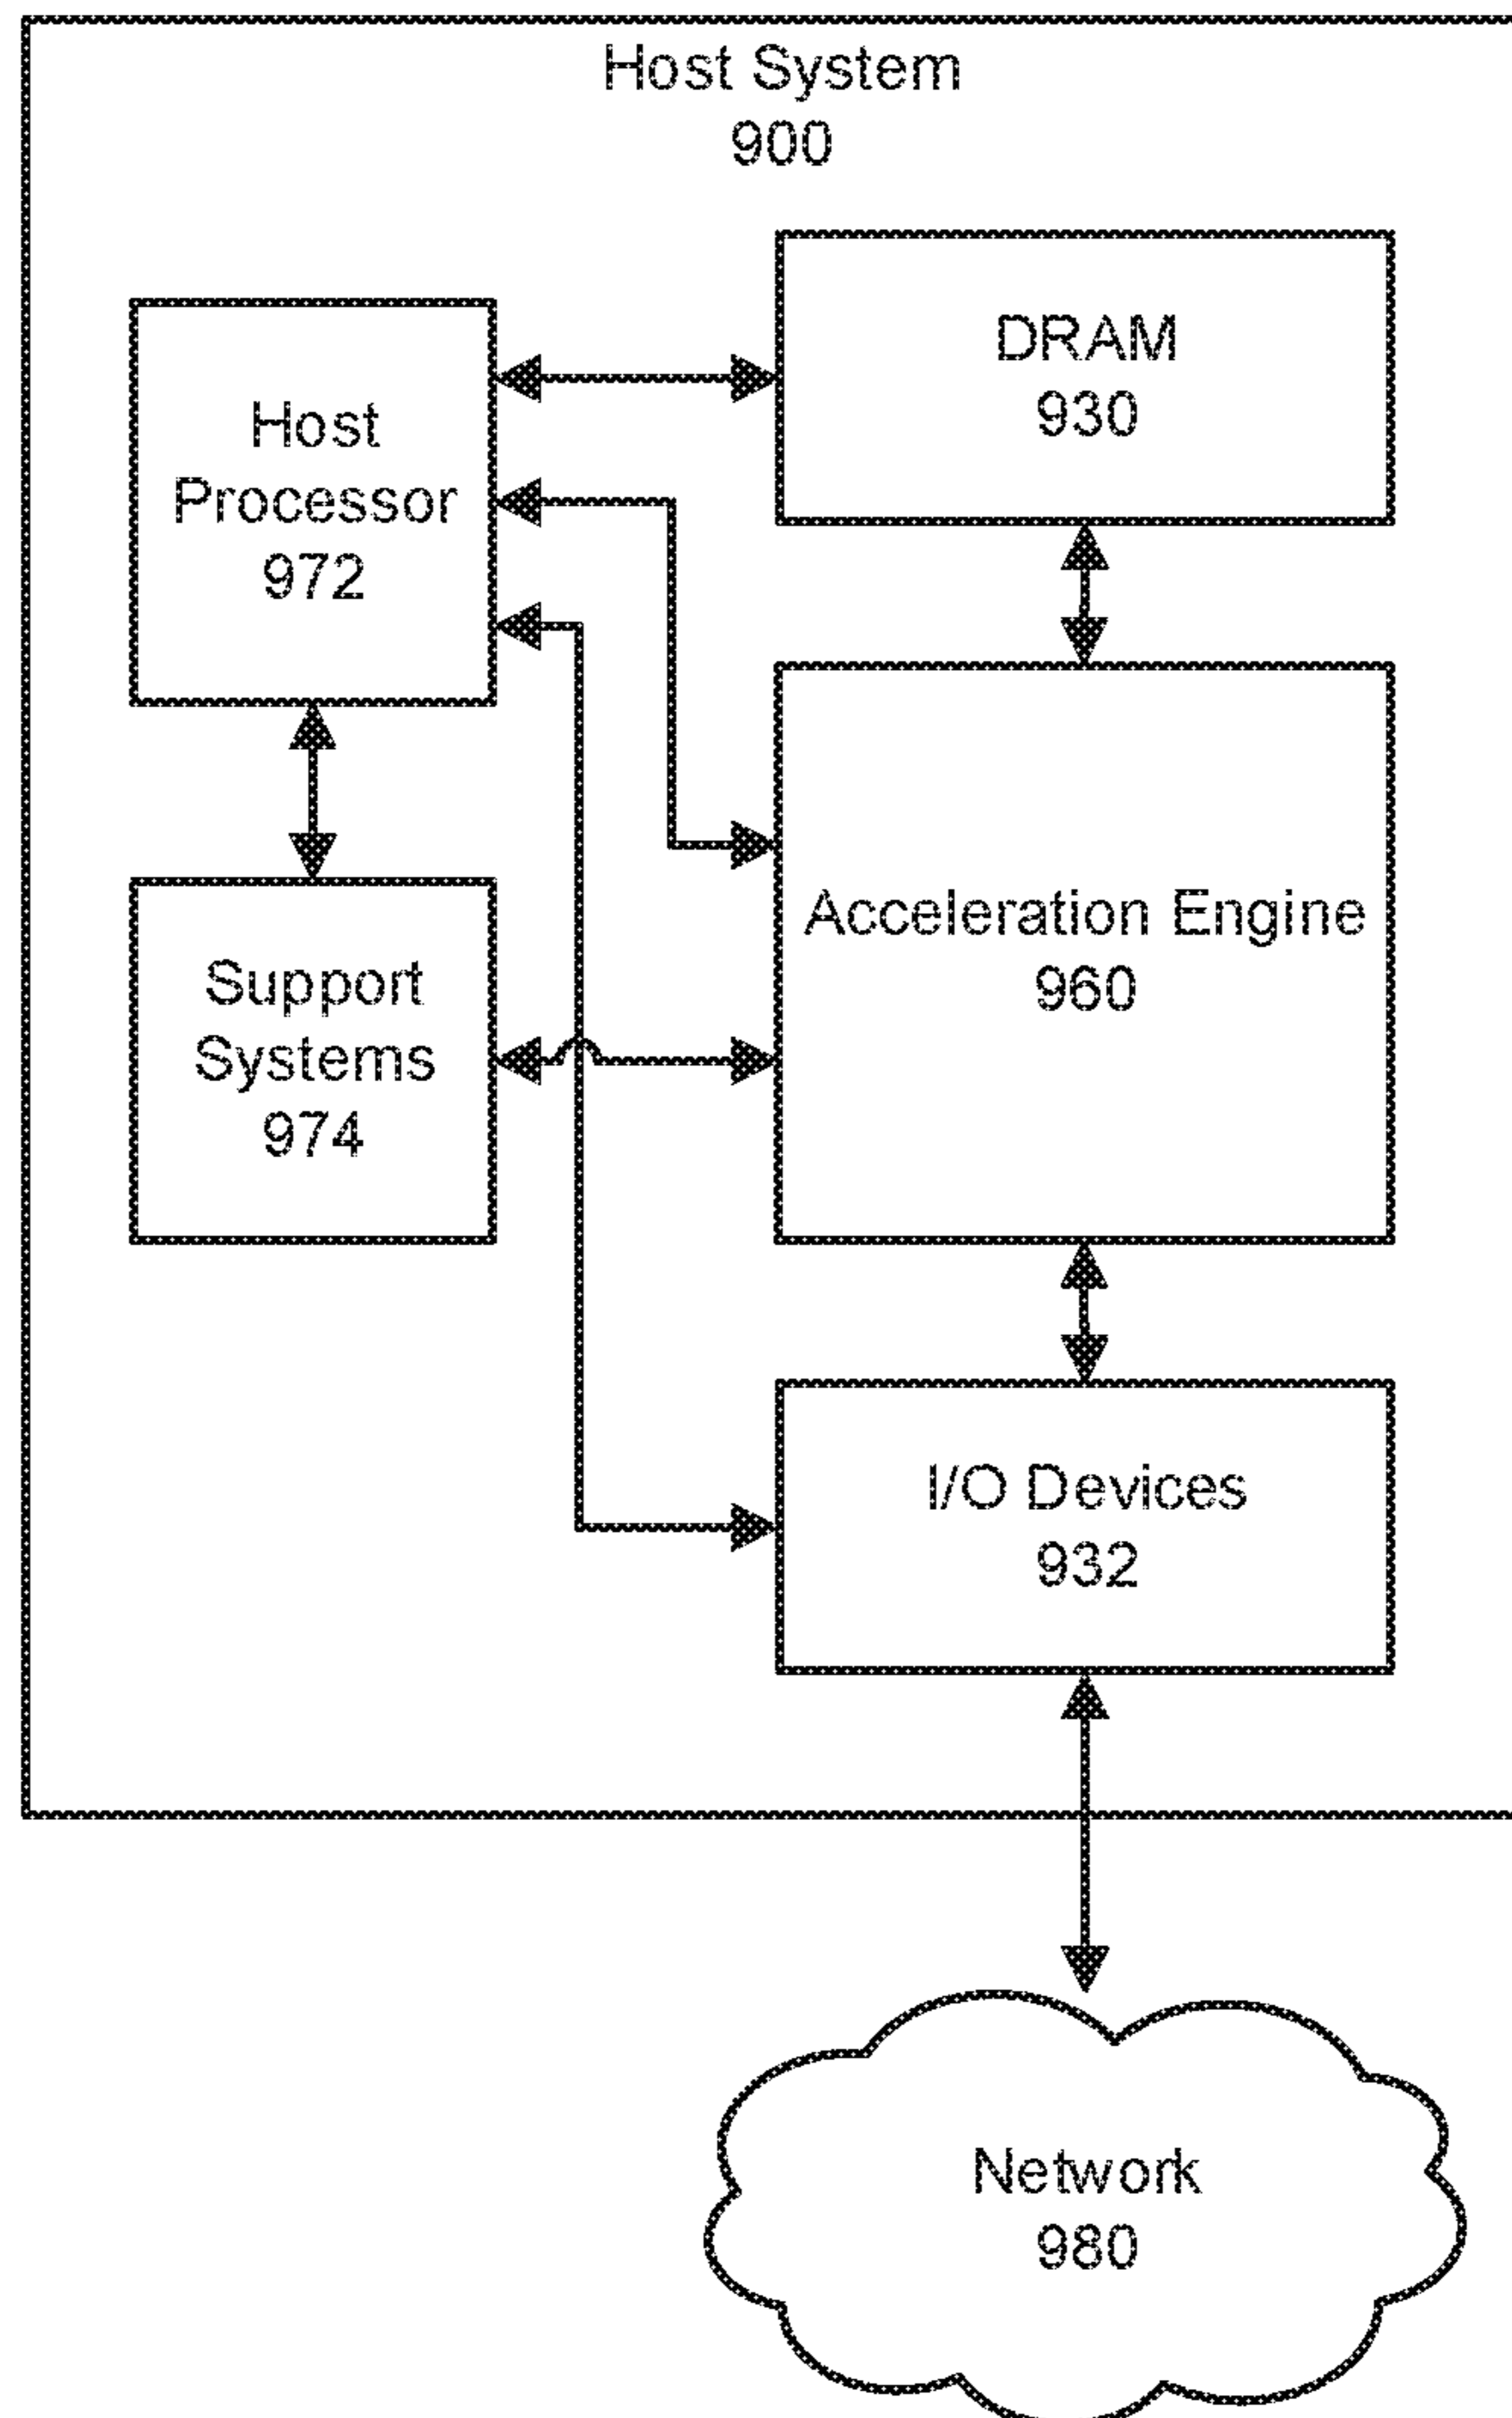 Host System
900
DRAM
930
Host
Processor
972
Acceleration Engine
960
Support
Systems
974
I/O Devices
932
Network
980